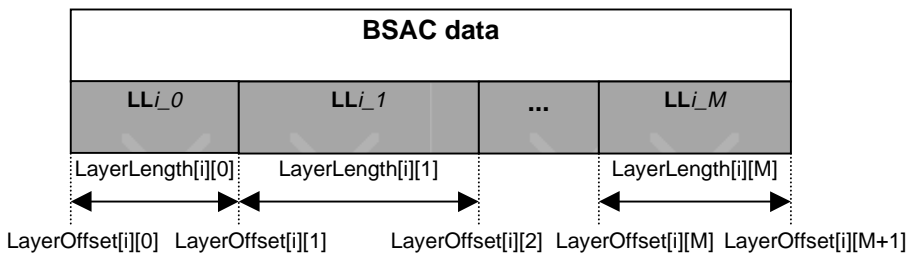 BSAC data
LLi_0 LLi_1 ... LLi_M
LayerLength[i][0] LayerLength[i][1] LayerLength[i][M]
LayerOffset[i][0] LayerOffset[i][1] LayerOffset[i][2] LayerOffset[i][M] LayerOffset[i][M+1]